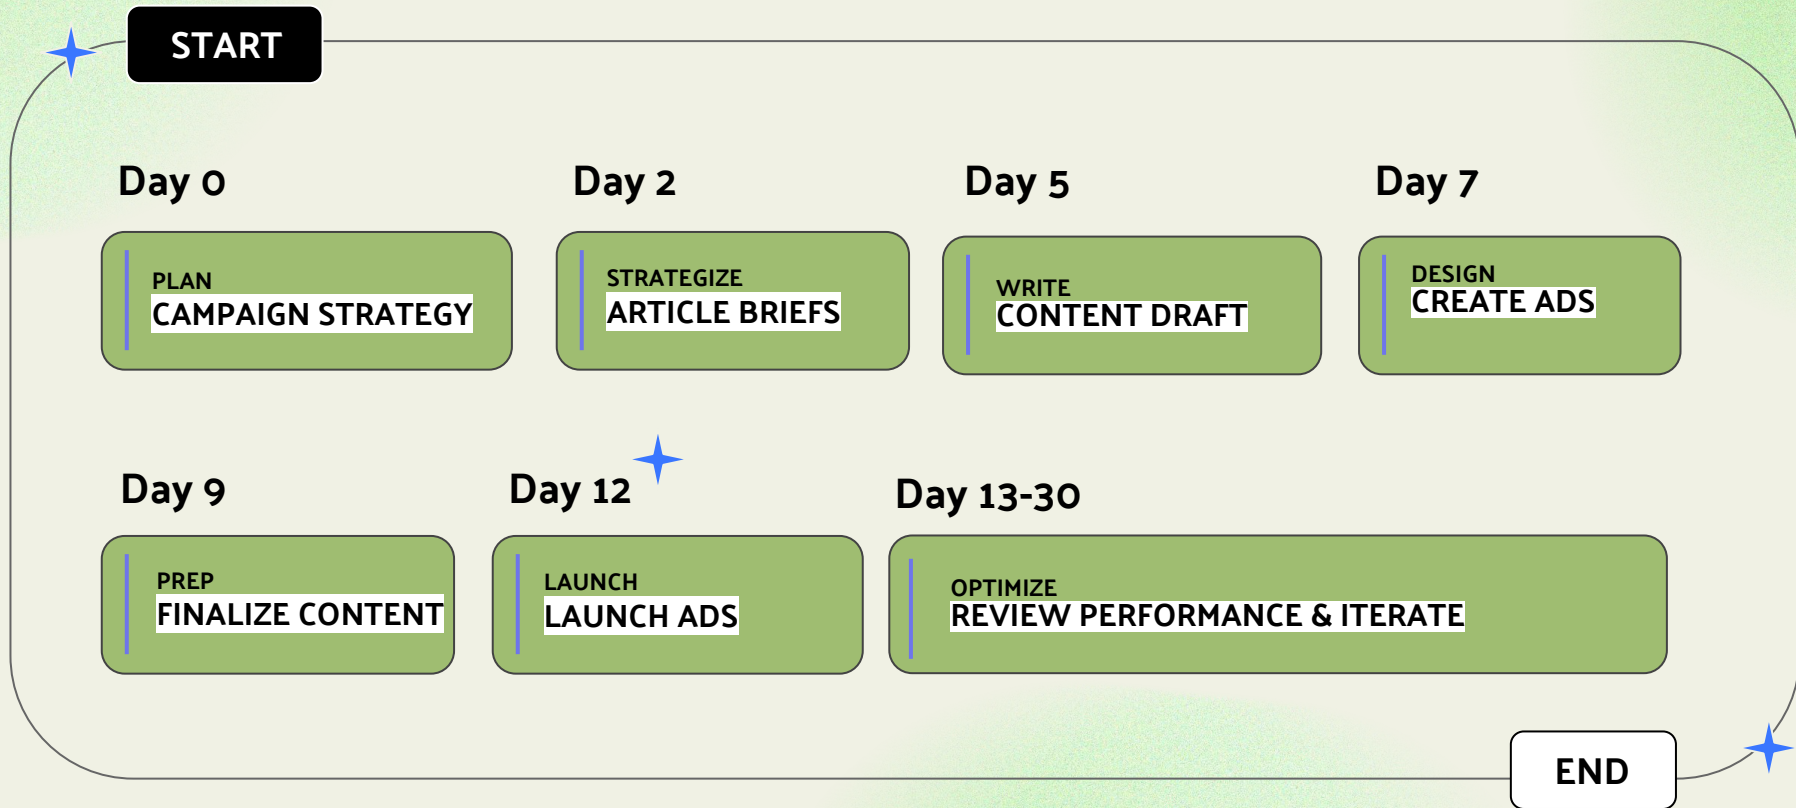 START
Day 0
Day 2
Day 5
Day 7
PLAN
CAMPAIGN STRATEGY
STRATEGIZE
ARTICLE BRIEFS
WRITE
CONTENT DRAFT
DESIGN
CREATE ADS
Day 9
Day 12
Day 13-30
PREP
FINALIZE CONTENT
LAUNCH
LAUNCH ADS
OPTIMIZE
REVIEW PERFORMANCE & ITERATE
END